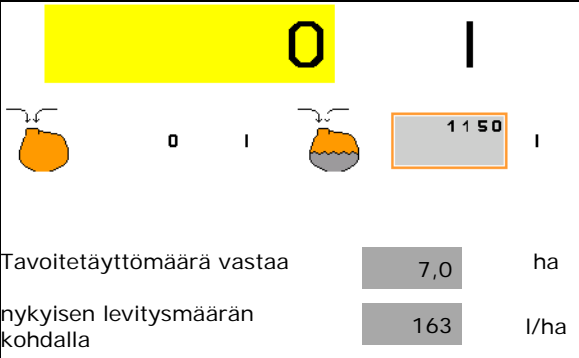 0 l
0 l 1150 l
Tavoitetäyttömäärä vastaa 7,0 ha
nykyisen levitysmäärän
kohdalla 163 l/ha